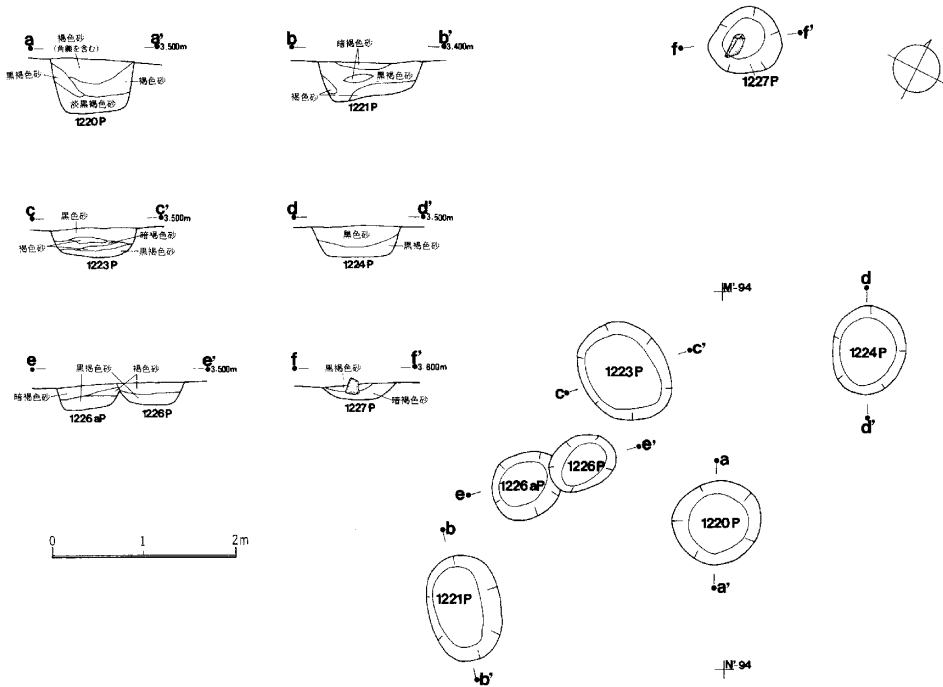 a
褐色砂
(角礫を含む)
a'
3.500m
黒褐色砂
褐色砂
淡黒褐色砂
1220P
b
暗褐色砂
b'
3.400m
黒褐色砂
褐色砂
1221P
f
f'
1227P
c
黒色砂
c'
3.500m
暗褐色砂
褐色砂
黒褐色砂
1223P
d
d'
3.500m
黒色砂
黒褐色砂
1224P
e
黒褐色砂
褐色砂
e'
3.500m
暗褐色砂
1226aP
1226P
f
黒褐色砂
f'
3.600m
暗褐色砂
1227P
0
1
2m
M'-94
d
1224P
d'
c'
1223P
c
e'
1226P
1226aP
e
a
1220P
a'
b
1221P
b'
N'-94